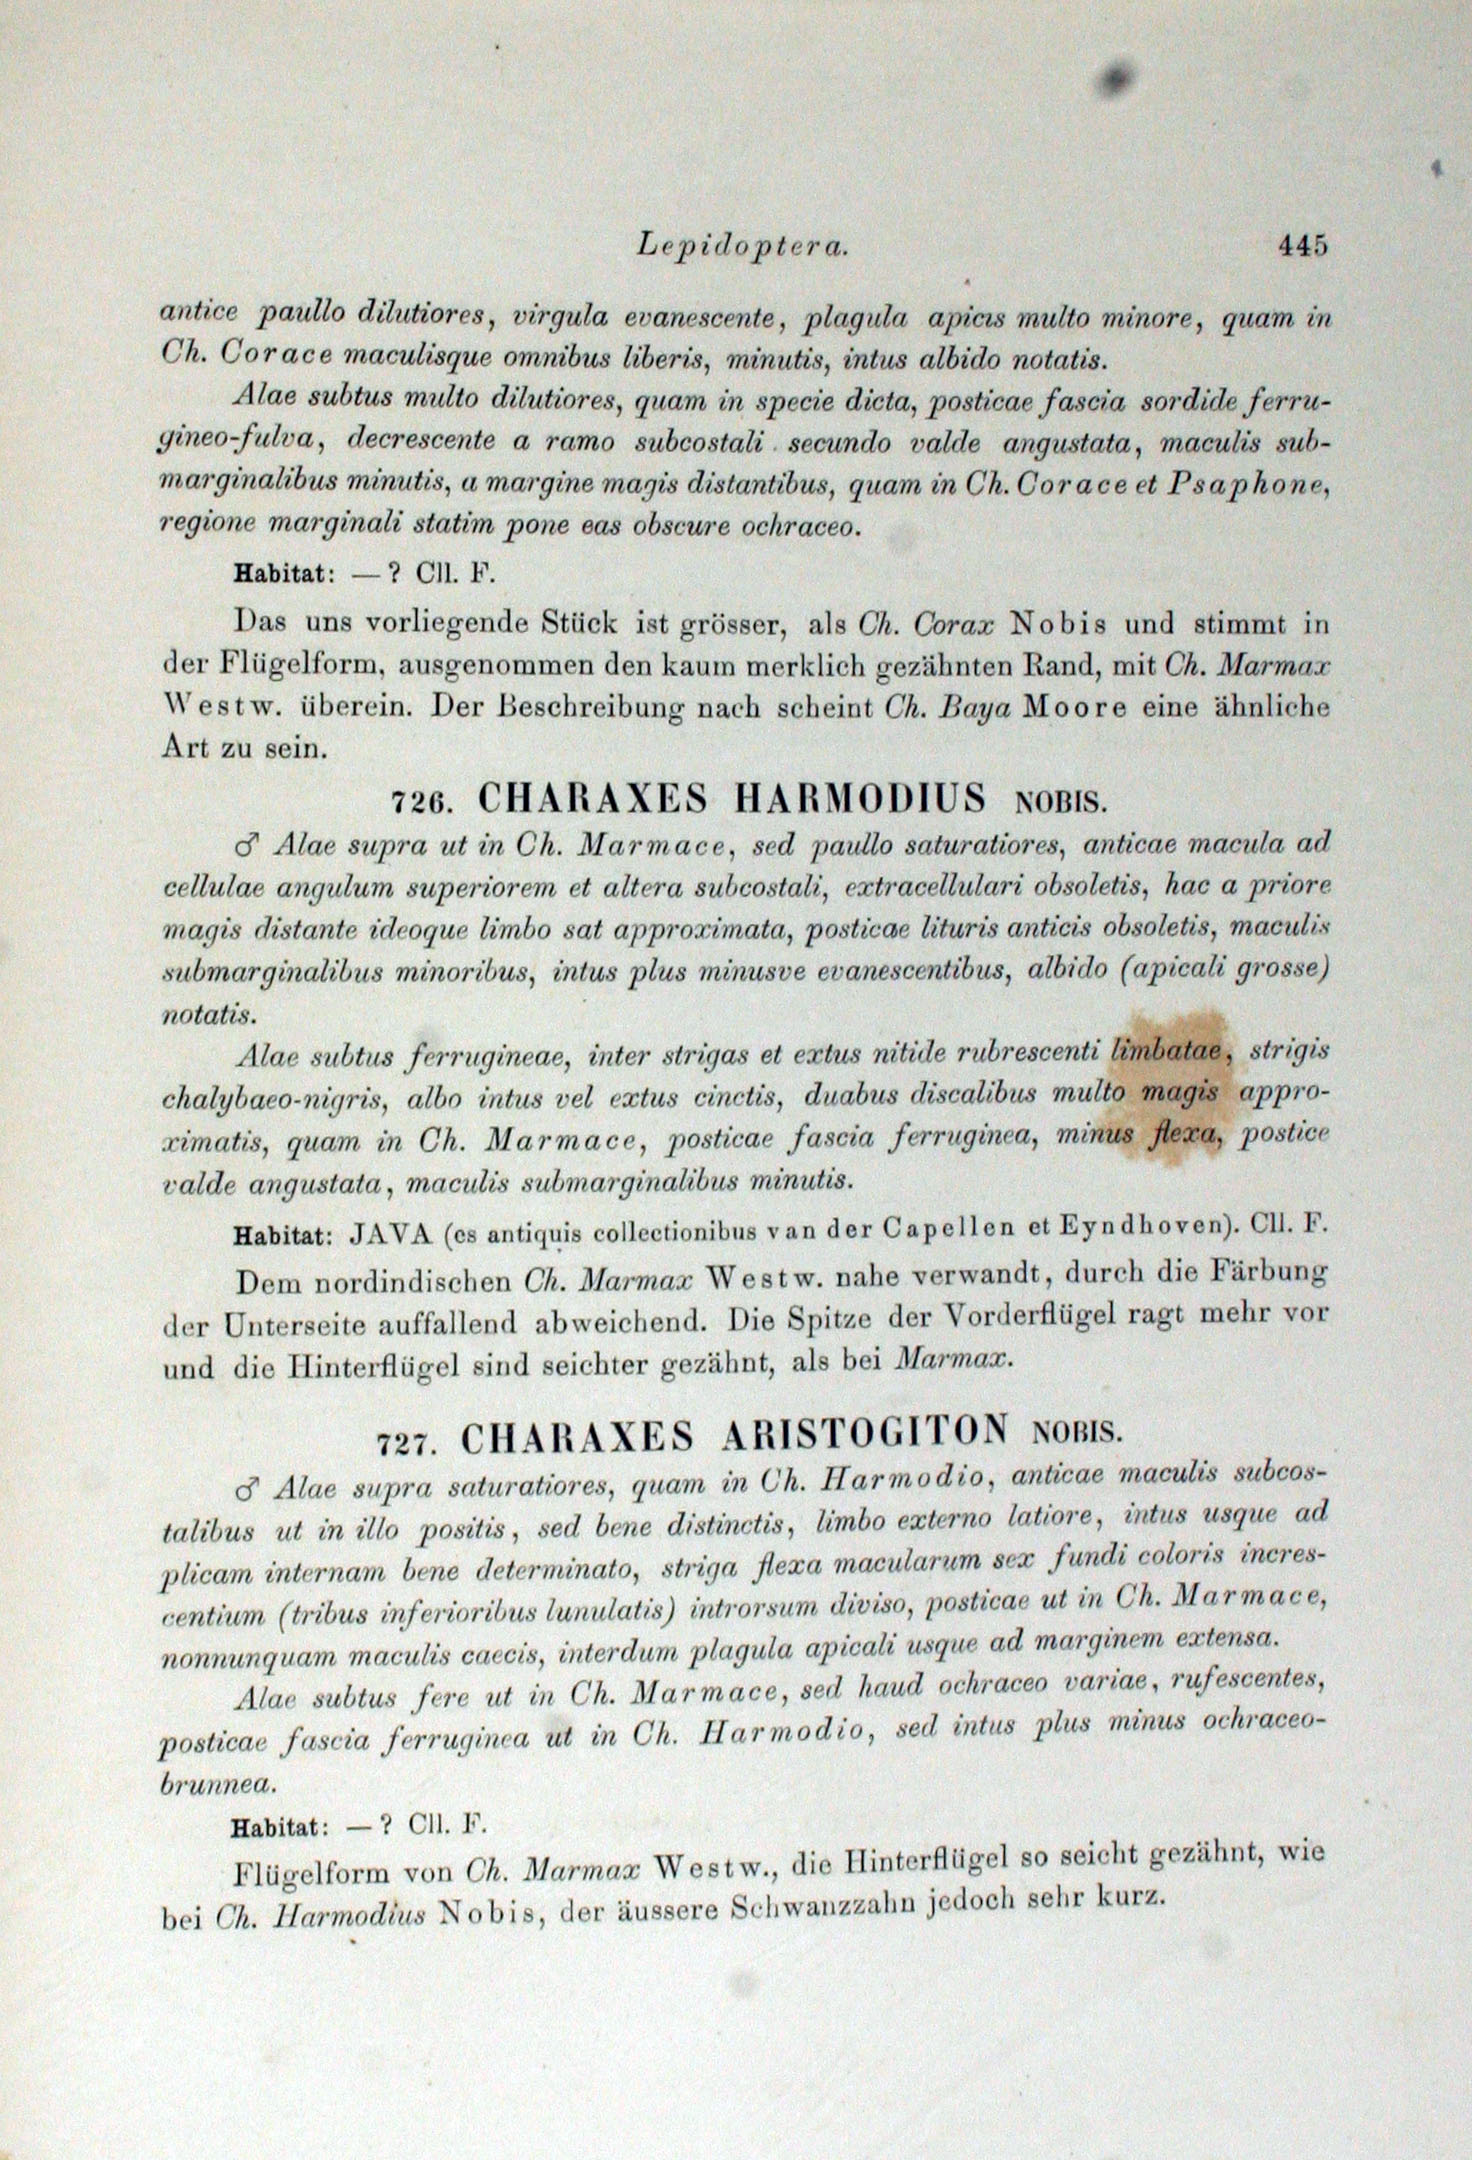 Lepidoptera. 445
antice paullo dilutiores, virgula evanescente, plagula apicis multo minore, quam in
Ch. Corace maculisque omnibus liberis, minutis, intus albido notatis.
Alae subtus multo dilutiores, quam in specie dicta, posticae fascia sordide ferru-
gineo-fulva, decrescente a ramo subcostali secundo valde angustata, maculis sub-
marginalibus minutis, a margine magis distantibus, quam in Ch. Corace et Psaphone,
regione marginali statim pone eas obscure ochraceo.
Habitat: — ? Cll. F.
Das uns vorliegende Stück ist grösser, als Ch. Corax Nobis und stimmt in
der Flügelform, ausgenommen den kaum merklich gezähnten Rand, mit Ch. Marmax
Westw. überein. Der Beschreibung nach scheint Ch. Baya Moore eine ähnliche
Art zu sein.
726. CHARAXES HARMODIUS NOBIS.
♂ Alae supra ut in Ch. Marmace, sed paullo saturatiores, anticae macula ad
cellulae angulum superiorem et altera subcostali, extracellulari obsoletis, hac a priore
magis distante ideoque limbo sat approximata, posticae lituris anticis obsoletis, maculis
submarginalibus minoribus, intus plus minusve evanescentibus, albido (apicali grosse)
notatis.
Alae subtus ferrugineae, inter strigas et extus nitide rubrescenti limbatae, strigis
chalybaeo-nigris, albo intus vel extus cinctis, duabus discalibus multo magis appro-
ximatis, quam in Ch. Marmace, posticae fascia ferruginea, minus flexa, postice
valde angustata, maculis submarginalibus minutis.
Habitat: JAVA (es antiquis collectionibus van der Capellen et Eyndhoven). Cll. F.
Dem nordindischen Ch. Marmax Westw. nahe verwandt, durch die Färbung
der Unterseite auffallend abweichend. Die Spitze der Vorderflügel ragt mehr vor
und die Hinterflügel sind seichter gezähnt, als bei Marmax.
727. CHARAXES ARISTOGITON NOBIS.
♂ Alae supra saturatiores, quam in Ch. Harmodio, anticae maculis subcos-
talibus ut in illo positis, sed bene distinctis, limbo externo latiore, intus usque ad
plicam internam bene determinato, striga flexa macularum sex fundi coloris incres-
centium (tribus inferioribus lunulatis) introrsum diviso, posticae ut in Ch. Marmace,
nonnunquam maculis caecis, interdum plagula apicali usque ad marginem extensa.
Alae subtus fere ut in Ch. Marmace, sed haud ochraceo variae, rufescentes,
posticae fascia ferruginea ut in Ch. Harmodio, sed intus plus minus ochraceo-
brunnea.
Habitat: — ? Cll. F.
Flügelform von Ch. Marmax Westw., die Hinterflügel so seicht gezähnt, wie
bei Ch. Harmodius Nobis, der äussere Schwanzzahn jedoch sehr kurz.